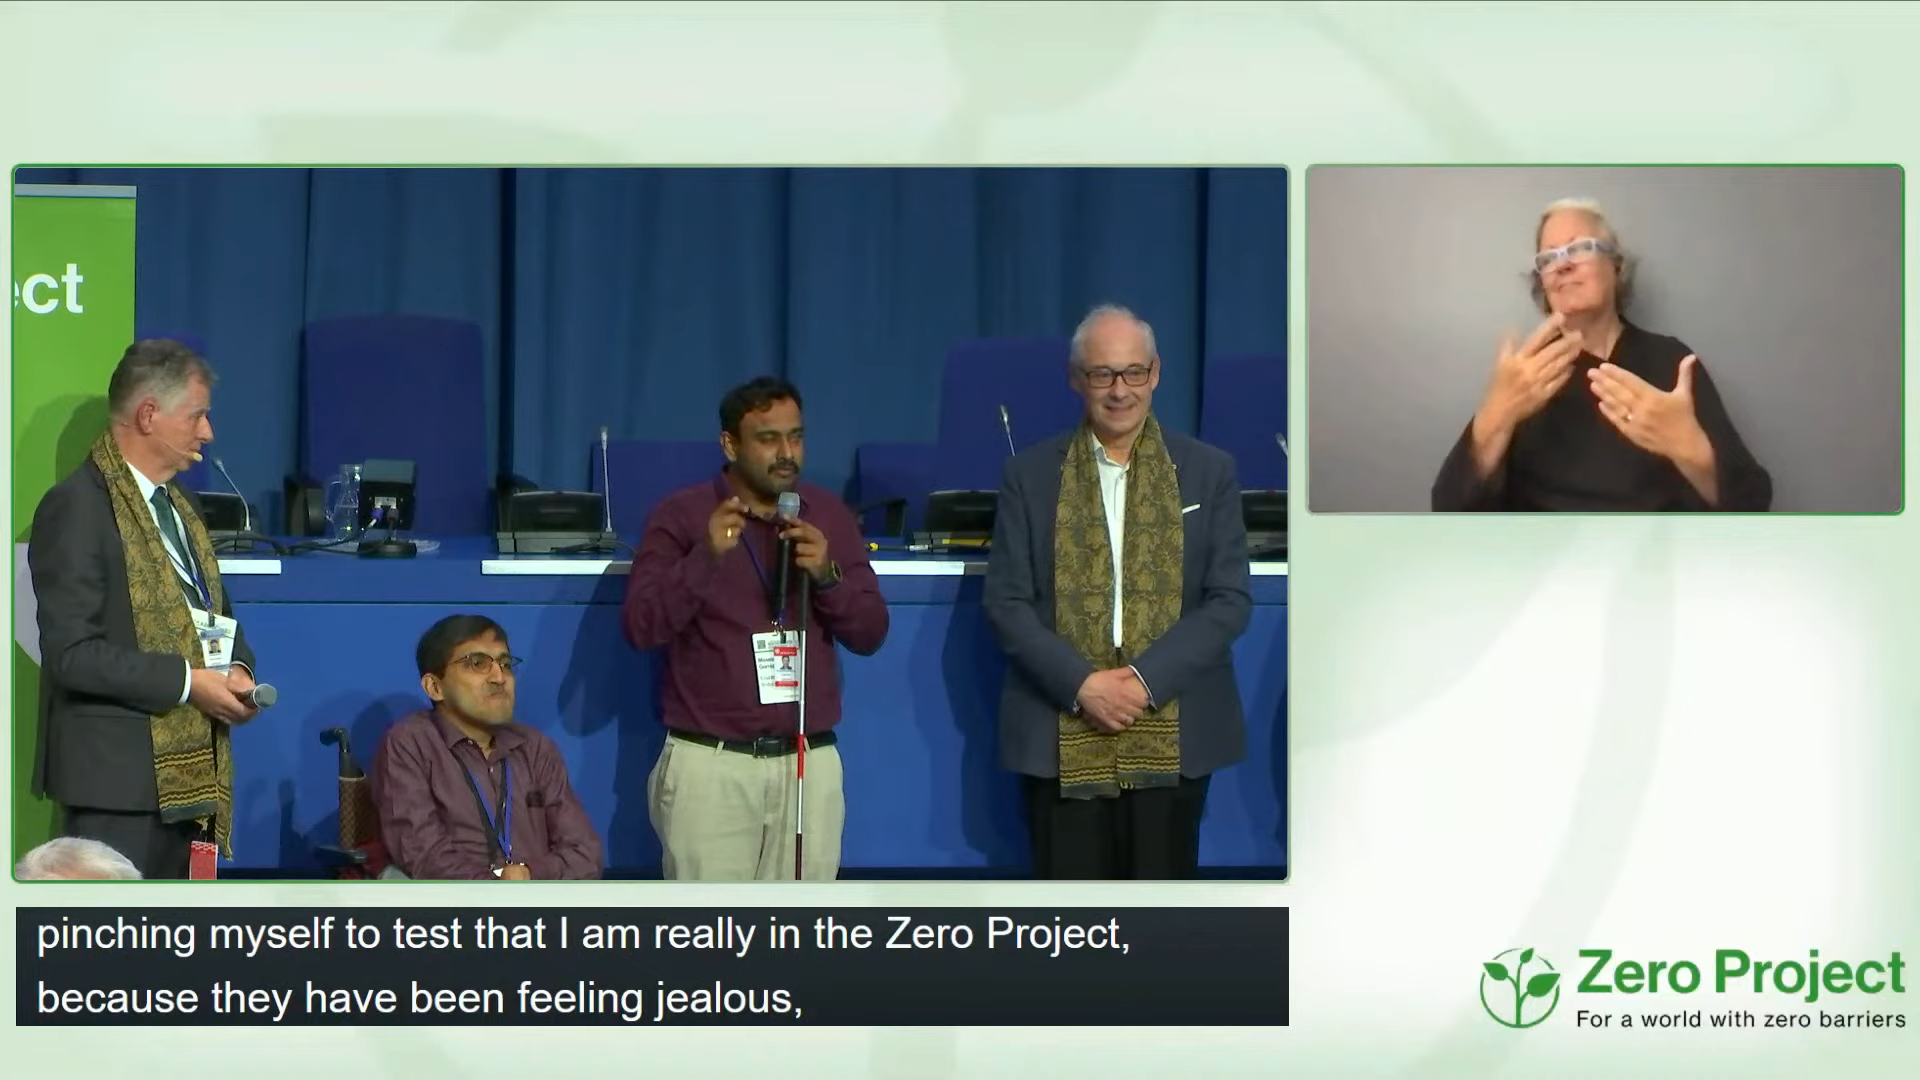 ct
pinching myself to test that I am really in the Zero Project,
because they have been feeling jealous,
Zero Project
For a world with zero barriers